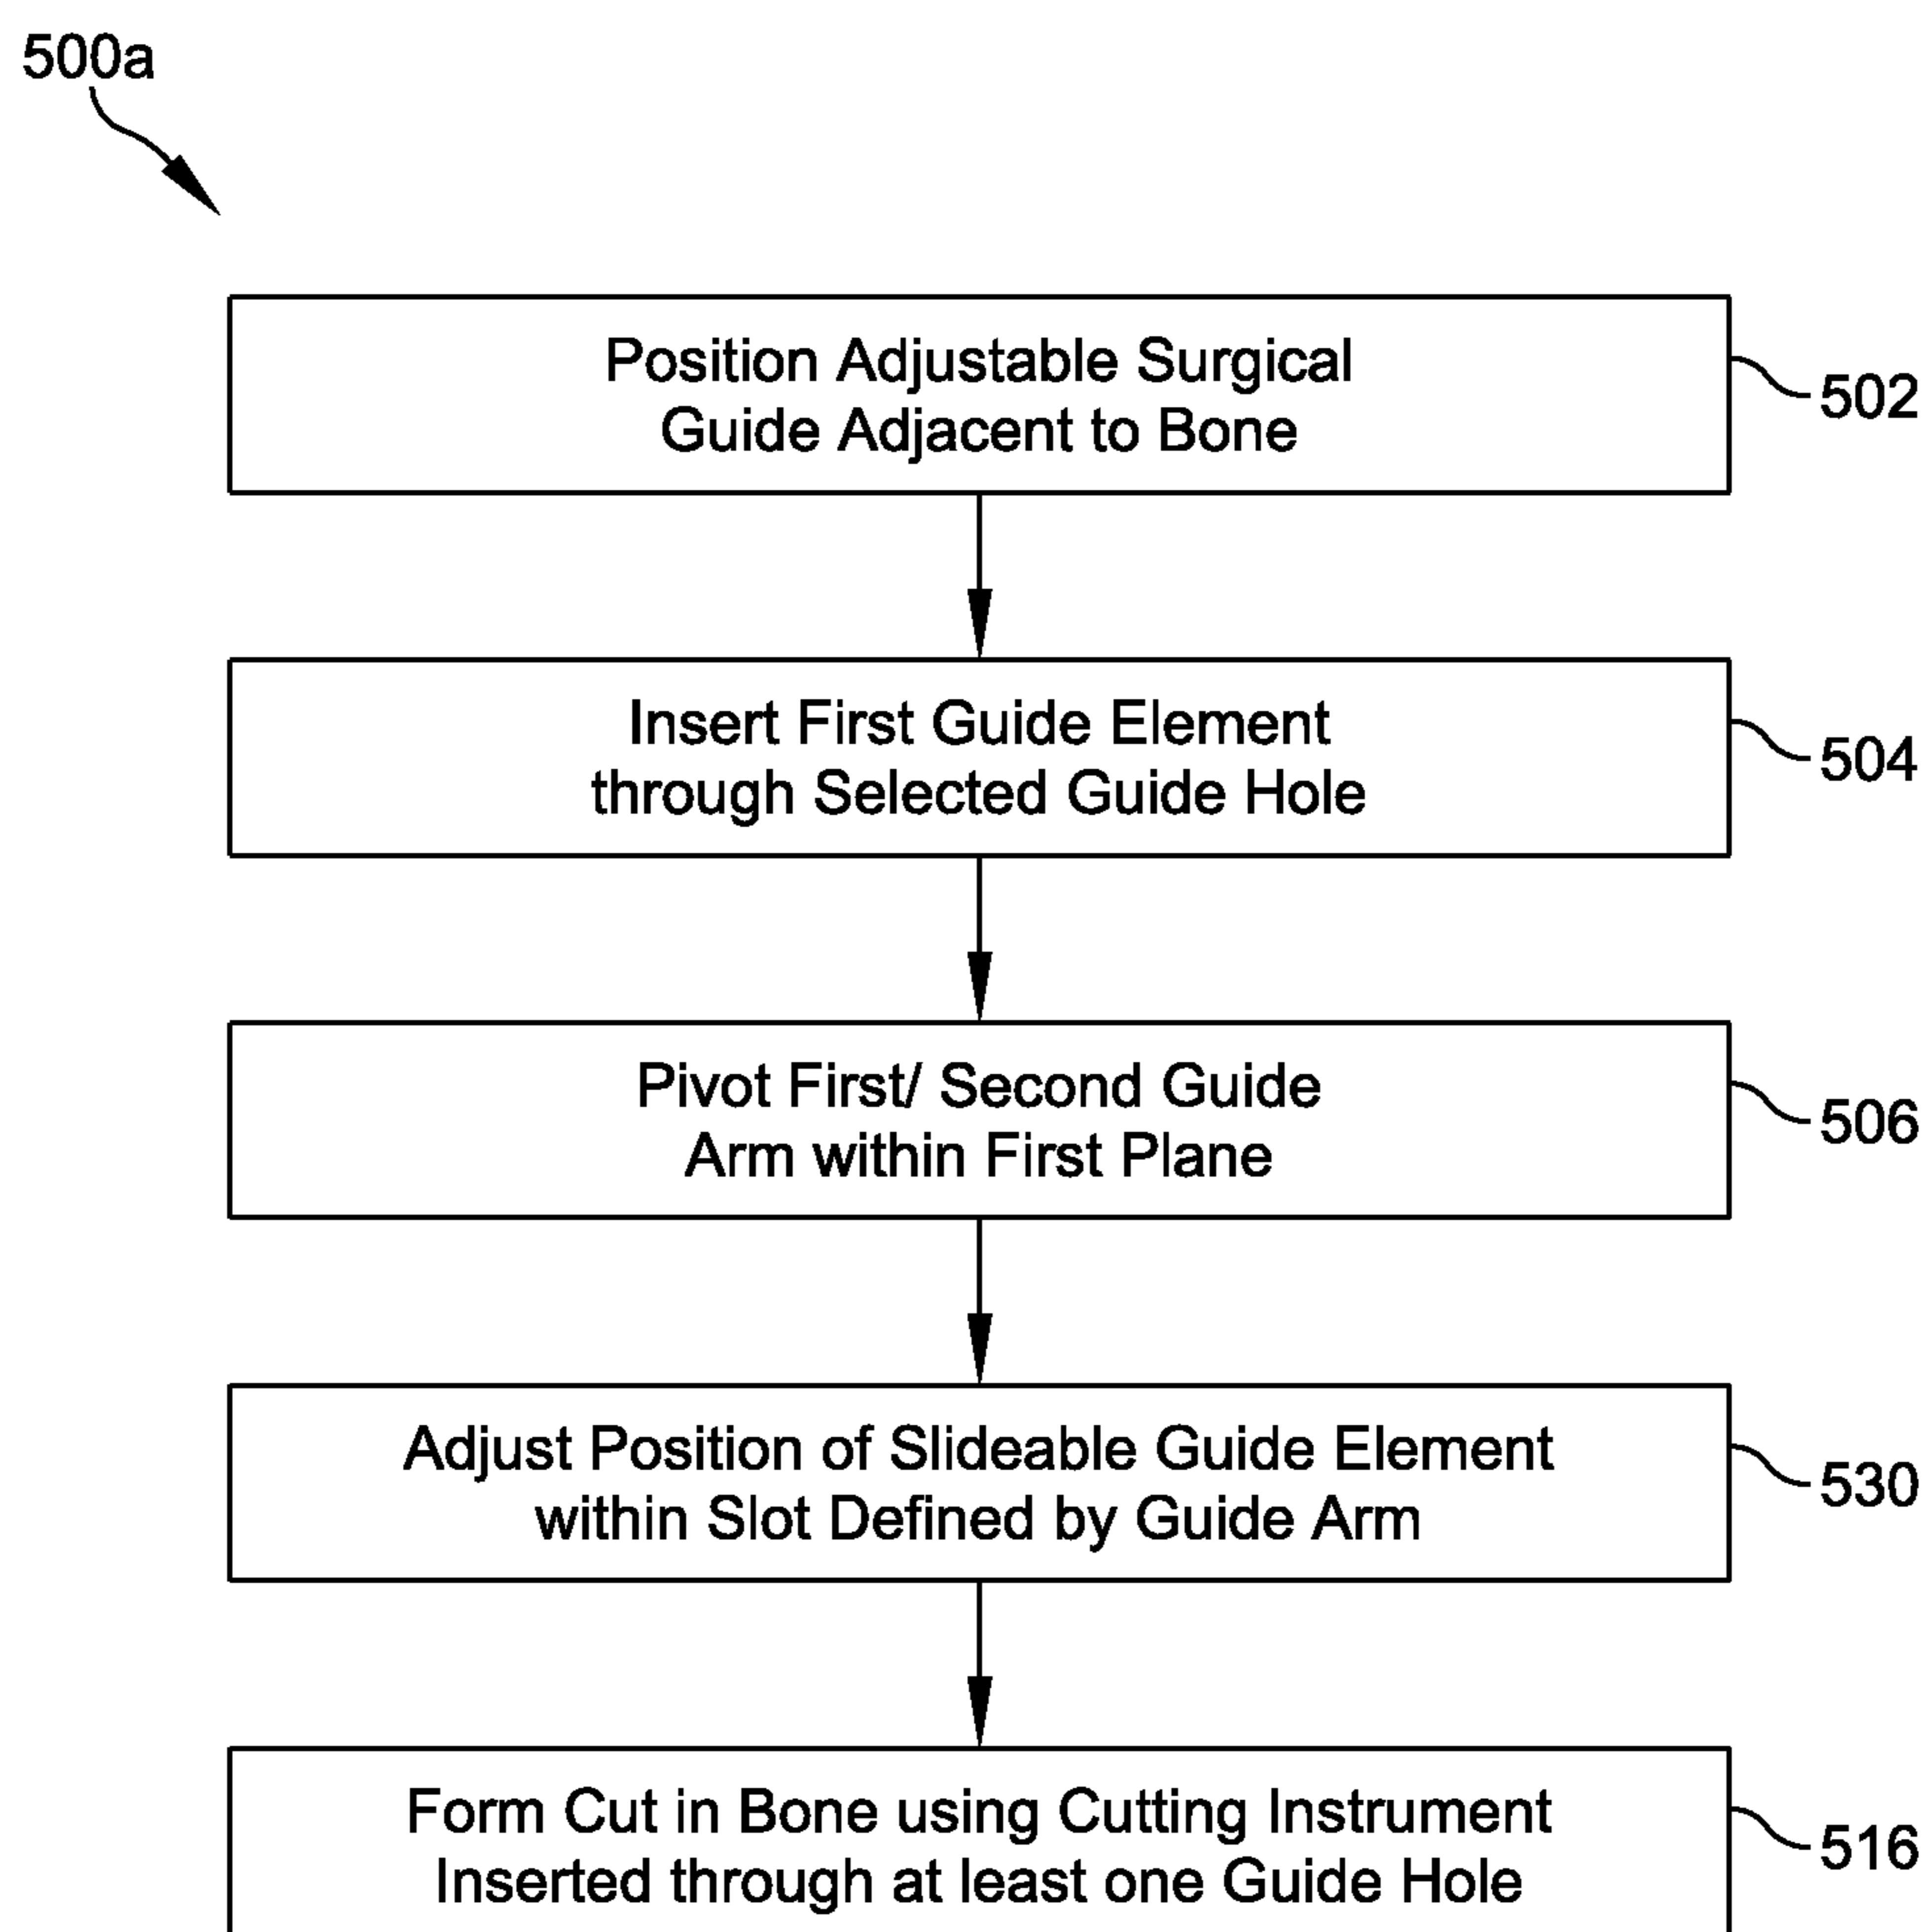 500a
Position Adjustable Surgical
Guide Adjacent to Bone
502
Insert First Guide Element
through Selected Guide Hole
504
Pivot First/ Second Guide
Arm within First Plane
506
Adjust Position of Slideable Guide Element
within Slot Defined by Guide Arm
530
Form Cut in Bone using Cutting Instrument
Inserted through at least one Guide Hole
516